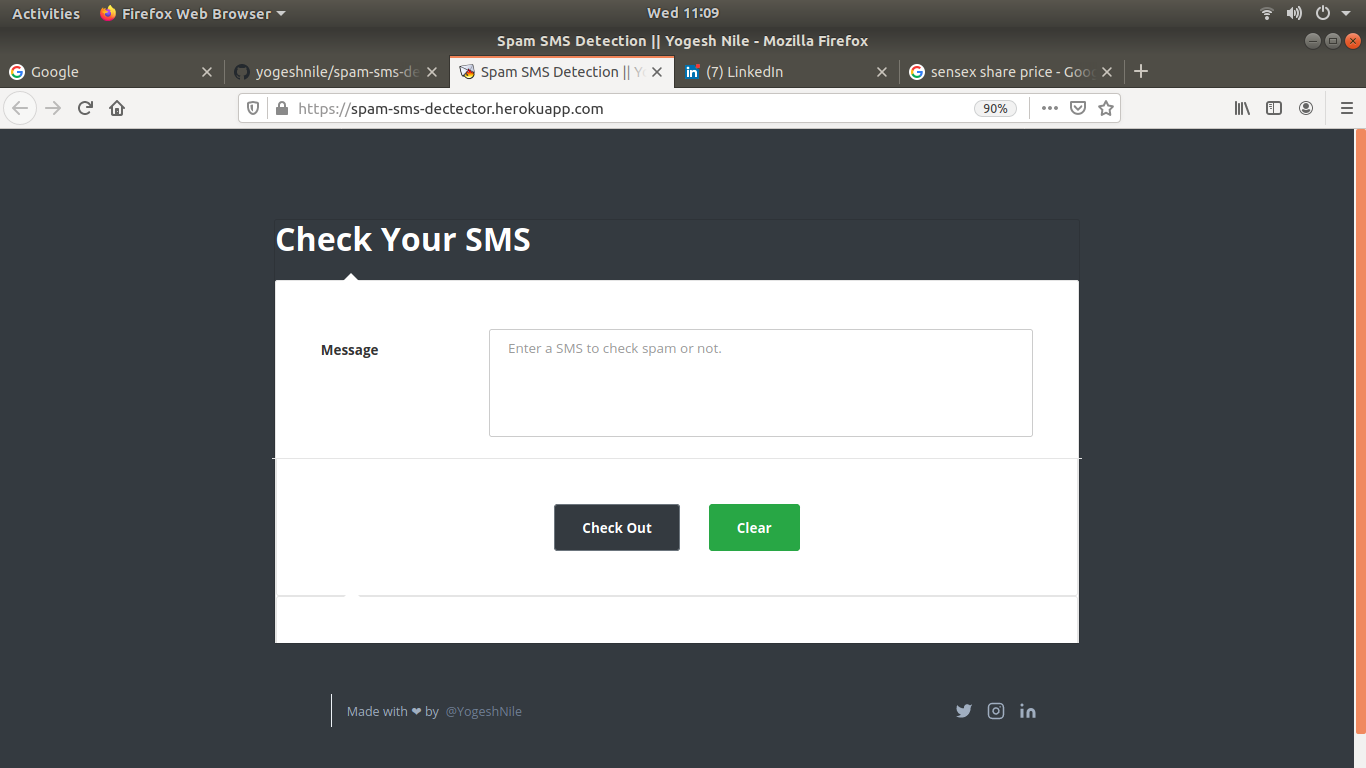 Activities Firefox Web Browser Wed 11:09
Spam SMS Detection || Yogesh Nile - Mozilla Firefox
Google yogeshnile/spam-sms-de Spam SMS Detection || Y (7) LinkedIn sensex share price - Goog
https://spam-sms-dectector.herokuapp.com 90%
Check Your SMS
Message
Enter a SMS to check spam or not.
Check Out Clear
Made with ❤ by @YogeshNile